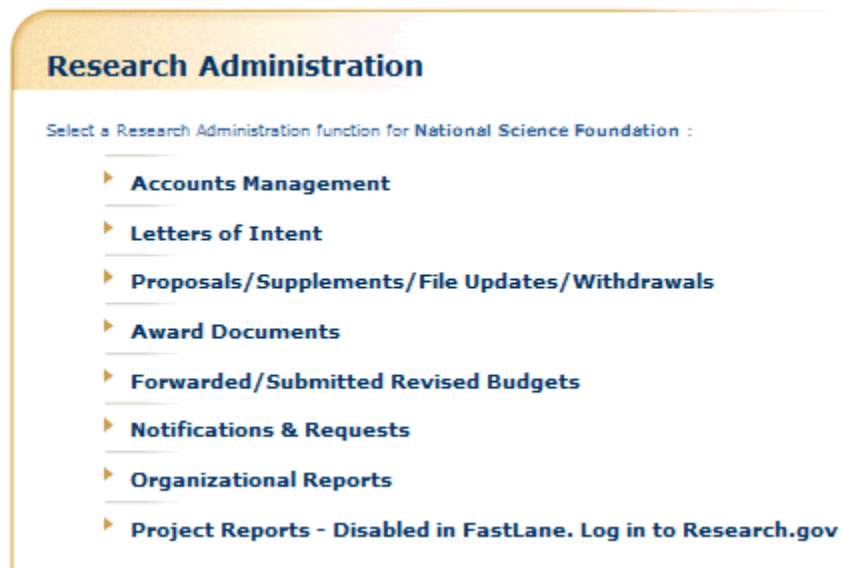 Research Administration
Select a Research Administration function for National Science Foundation :
Accounts Management
Letters of Intent
Proposals/Supplements/File Updates/Withdrawals
Award Documents
Forwarded/Submitted Revised Budgets
Notifications & Requests
Organizational Reports
Project Reports - Disabled in FastLane. Log in to Research.gov